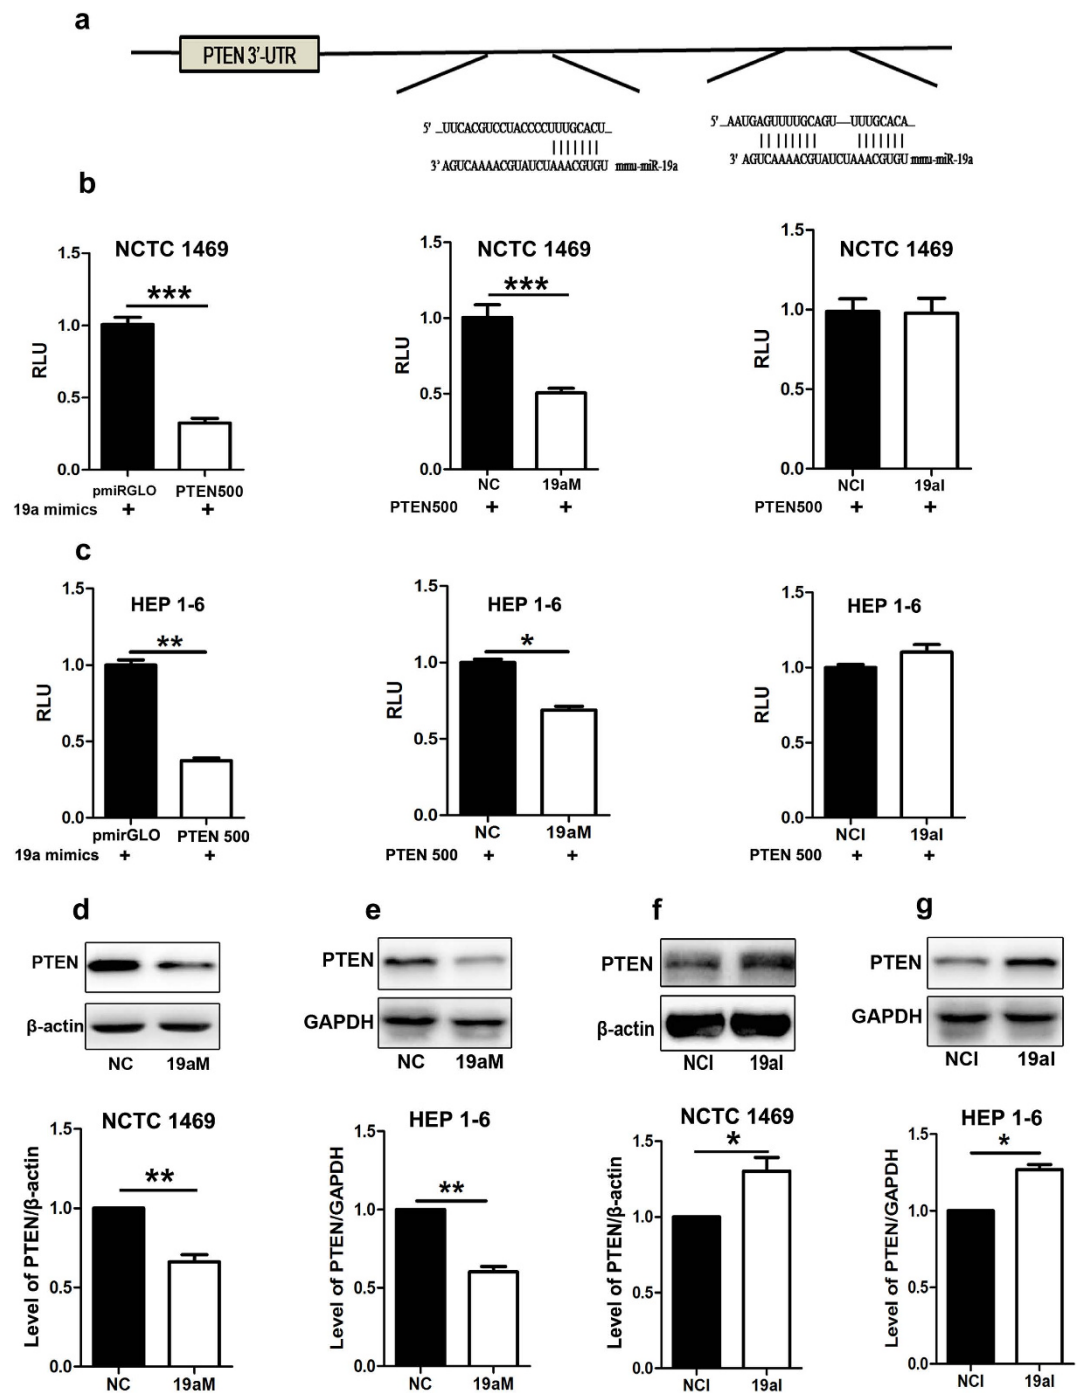 a
PTEN 3'-UTR
5' _UUCACGUCCUACCCCUUUGCACU_
3' AGUCAAAACGUAUCUAAACGUGU mmu-miR-19a
5'_AAUGAGUUUUGCAGU—UUUGCACA_
3' AGUCAAAACGUAUCUAAACGUGU mmu-miR-19a
b
NCTC 1469
***
RLU
1.5
1.0
0.5
0.0
pmiRGLO PTEN500
19a mimics + +
NCTC 1469
***
RLU
1.5
1.0
0.5
0.0
NC 19aM
PTEN500 + +
NCTC 1469
RLU
1.5
1.0
0.5
0.0
NCI 19aI
PTEN500 + +
c
HEP 1-6
**
RLU
1.5
1.0
0.5
0.0
pmirGLO PTEN 500
19a mimics + +
HEP 1-6
*
RLU
1.5
1.0
0.5
0.0
NC 19aM
PTEN 500 + +
HEP 1-6
RLU
1.5
1.0
0.5
0.0
NCI 19aI
PTEN 500 + +
d
PTEN
β-actin
NC 19aM
NCTC 1469
**
Level of PTEN/β-actin
1.5
1.0
0.5
0.0
NC 19aM
e
PTEN
GAPDH
NC 19aM
HEP 1-6
**
Level of PTEN/GAPDH
1.5
1.0
0.5
0.0
NC 19aM
f
PTEN
β-actin
NCI 19aI
NCTC 1469
*
Level of PTEN/β-actin
1.5
1.0
0.5
0.0
NCI 19aI
g
PTEN
GAPDH
NCI 19aI
HEP 1-6
*
Level of PTEN/GAPDH
1.5
1.0
0.5
0.0
NCI 19aI